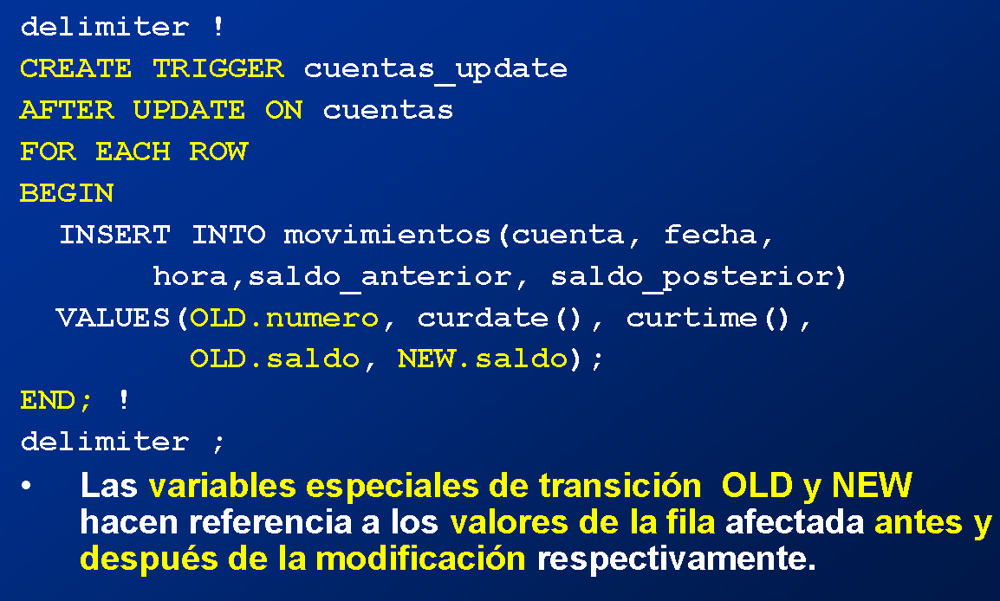 delimiter !
CREATE TRIGGER cuentas_update
AFTER UPDATE ON cuentas
FOR EACH ROW
BEGIN
INSERT INTO movimientos(cuenta, fecha,
hora,saldo_anterior, saldo_posterior)
VALUES(OLD.numero, curdate(), curtime(),
OLD.saldo, NEW.saldo);
END; !
delimiter ;
• Las variables especiales de transición OLD y NEW
hacen referencia a los valores de la fila afectada antes y
después de la modificación respectivamente.